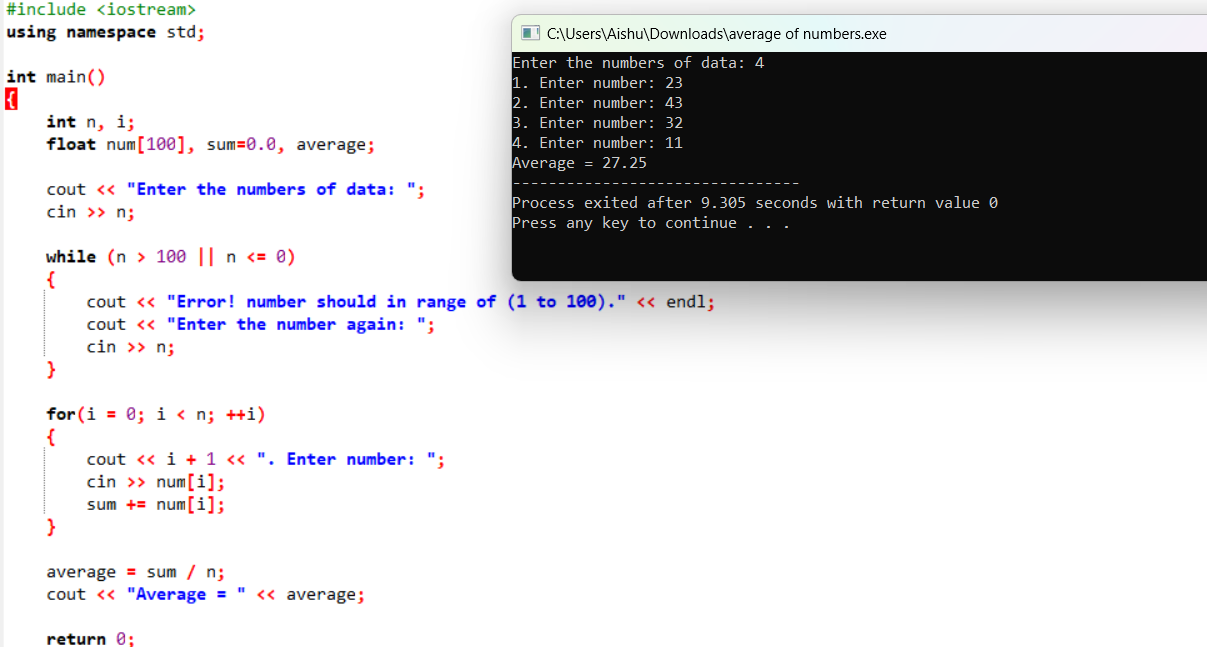 #include <iostream>
using namespace std;
int main()
{
int n, i;
float num[100], sum=0.0, average;
cout << "Enter the numbers of data: ";
cin >> n;
while (n > 100 || n <= 0)
{
cout << "Error! number should in range of (1 to 100)." << endl;
cout << "Enter the number again: ";
cin >> n;
}
for(i = 0; i < n; ++i)
{
cout << i + 1 << ". Enter number: ";
cin >> num[i];
sum += num[i];
}
average = sum / n;
cout << "Average = " << average;
return 0;
C:\Users\Aishu\Downloads\average of numbers.exe
Enter the numbers of data: 4
1. Enter number: 23
2. Enter number: 43
3. Enter number: 32
4. Enter number: 11
Average = 27.25
--------------------------------
Process exited after 9.305 seconds with return value 0
Press any key to continue . . .